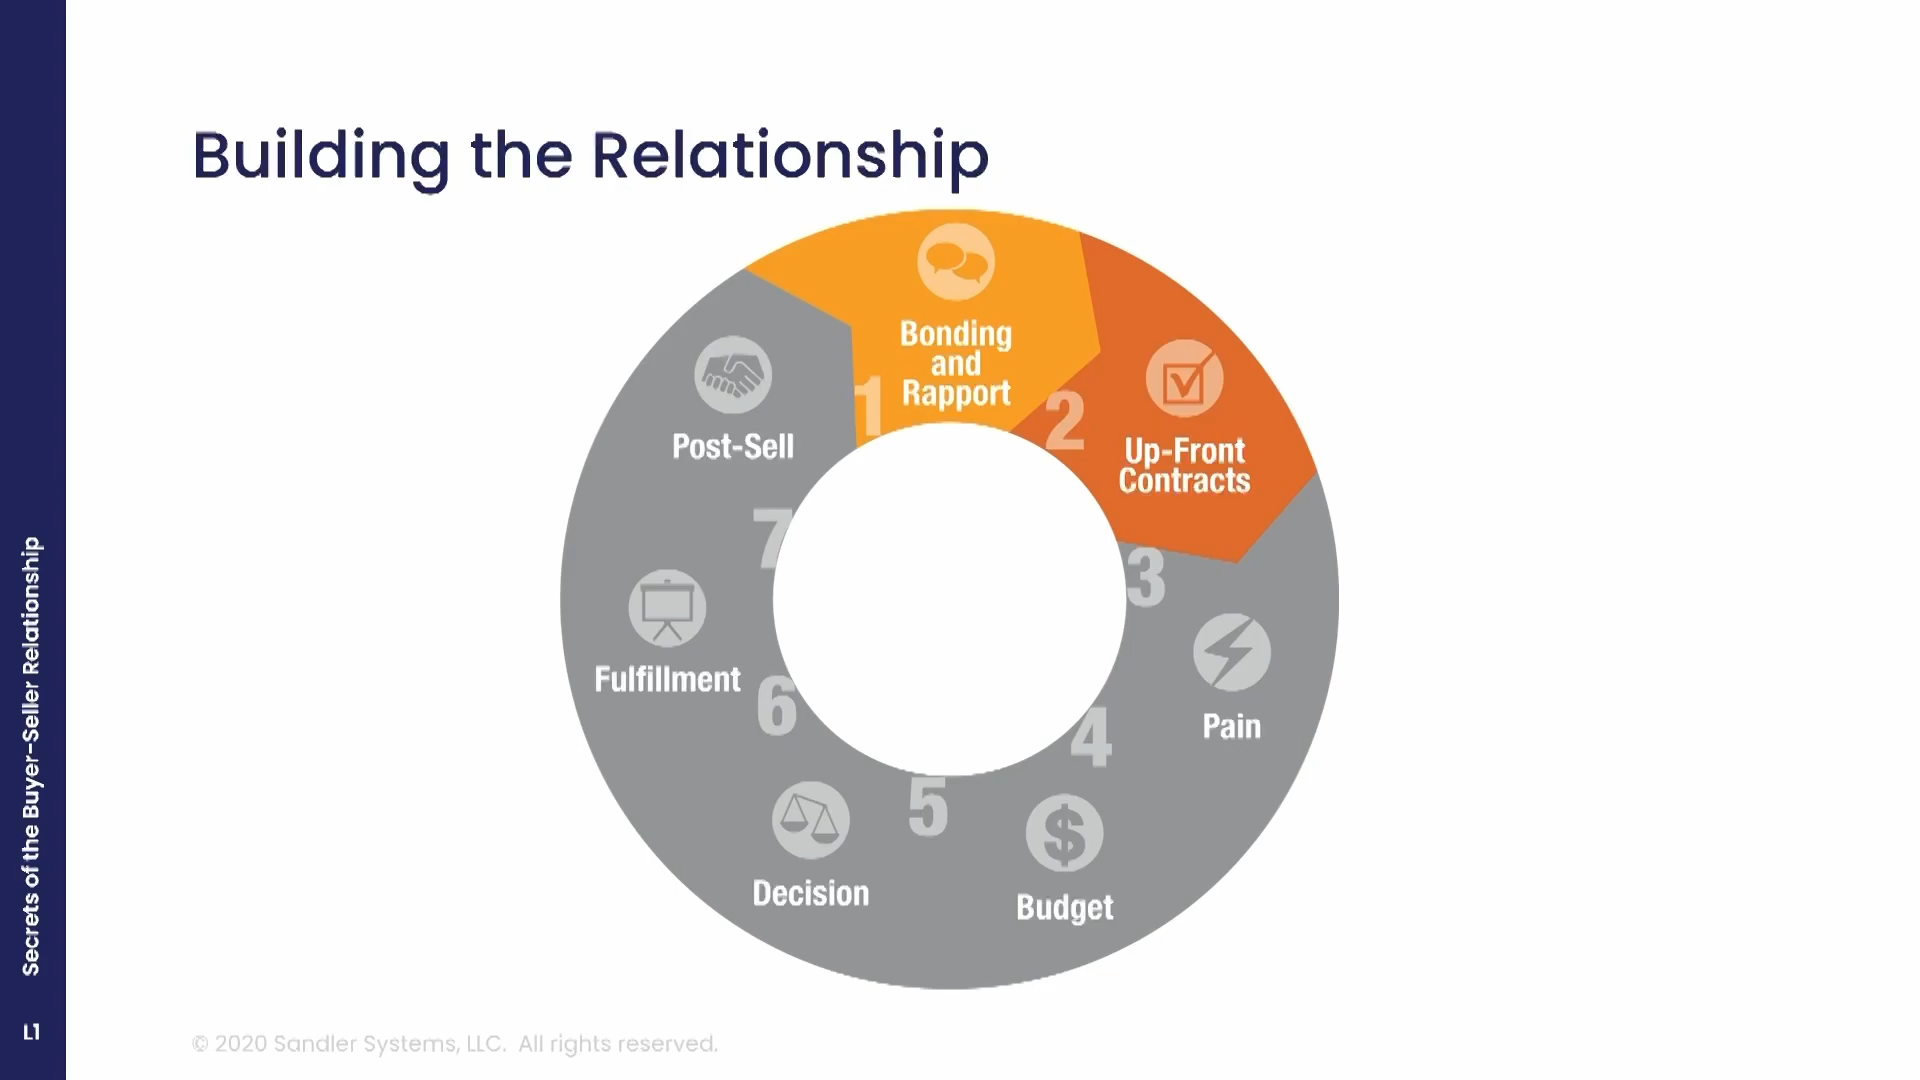 Building the Relationship
1
Bonding
and
Rapport
2
Up-Front
Contracts
3
Pain
4
Budget
5
Decision
6
Fulfillment
7
Post-Sell
Secrets of the Buyer-Seller Relationship
© 2020 Sandler Systems, LLC. All rights reserved.